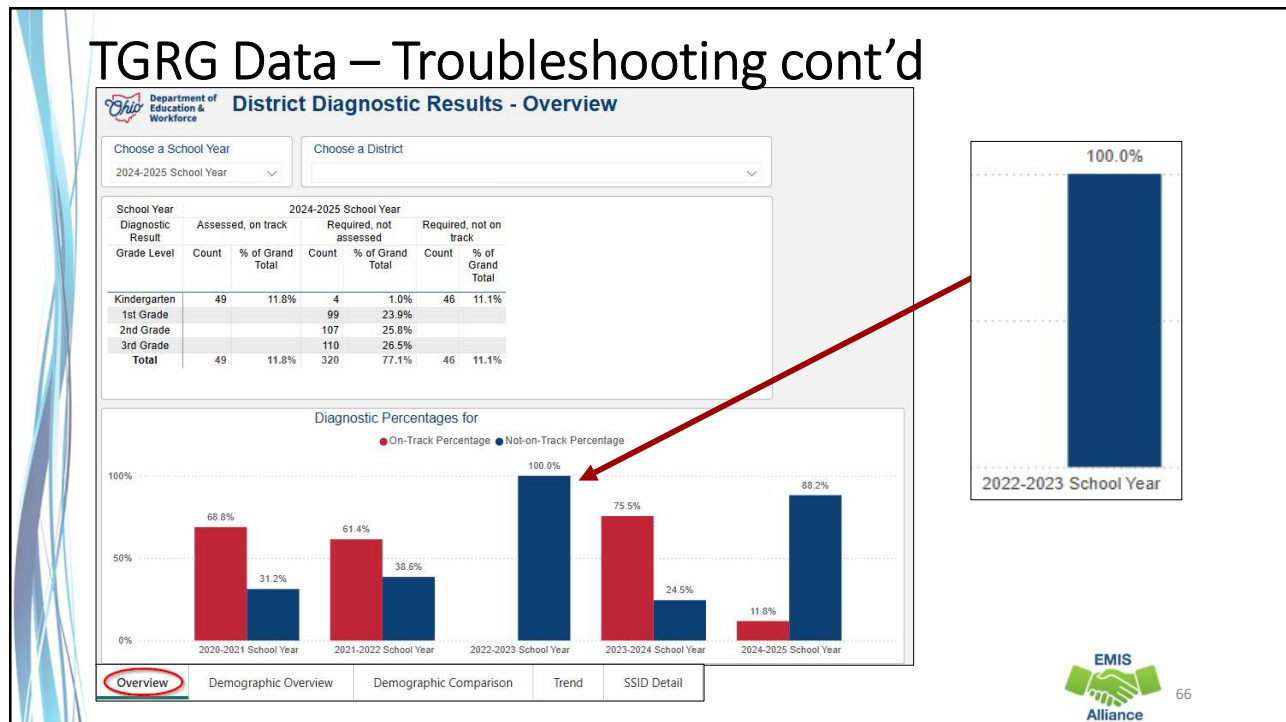 TGRG Data – Troubleshooting cont'd
Ohio Department of Education & Workforce
District Diagnostic Results - Overview
Choose a School Year
2024-2025 School Year
Choose a District
School Year 2024-2025 School Year
Diagnostic Result Assessed, on track Required, not assessed Required, not on track
Grade Level Count % of Grand Total Count % of Grand Total Count % of Grand Total
Kindergarten 49 11.8% 4 1.0% 46 11.1%
1st Grade 99 23.9%
2nd Grade 107 25.8%
3rd Grade 110 26.5%
Total 49 11.8% 320 77.1% 46 11.1%
Diagnostic Percentages for
On-Track Percentage Not-on-Track Percentage
100%
50%
0%
68.8% 31.2% 61.4% 38.6% 100.0% 75.5% 24.5% 11.8% 88.2%
2020-2021 School Year 2021-2022 School Year 2022-2023 School Year 2023-2024 School Year 2024-2025 School Year
Overview Demographic Overview Demographic Comparison Trend SSID Detail
100.0%
2022-2023 School Year
EMIS
Alliance
66